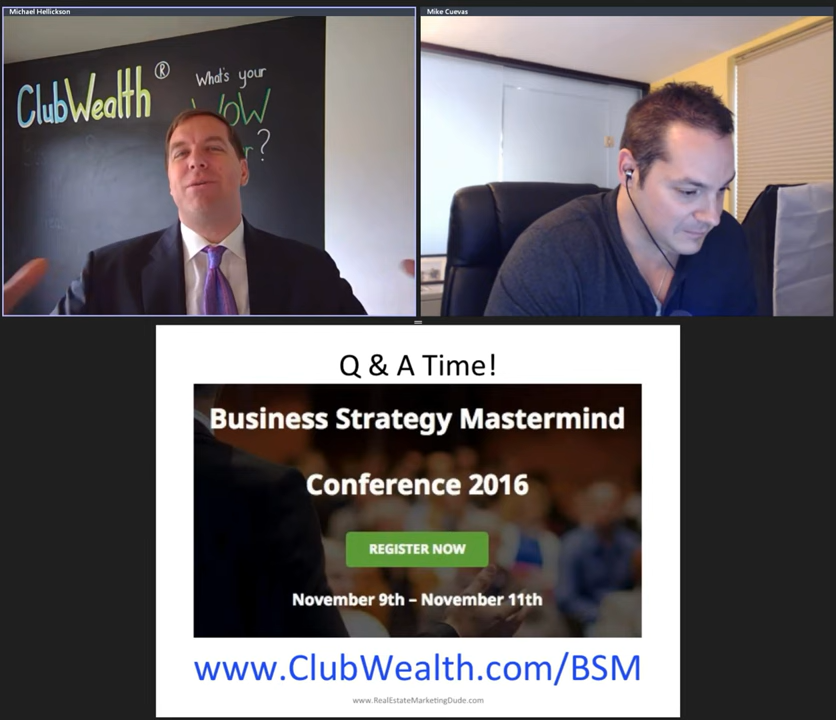 Michael Hellickson
Mike Cuevas
ClubWealth®
What's your
WoW
r?
Q & A Time!
Business Strategy Mastermind
Conference 2016
REGISTER NOW
November 9th – November 11th
www.ClubWealth.com/BSM
www.RealEstateMarketingDude.com